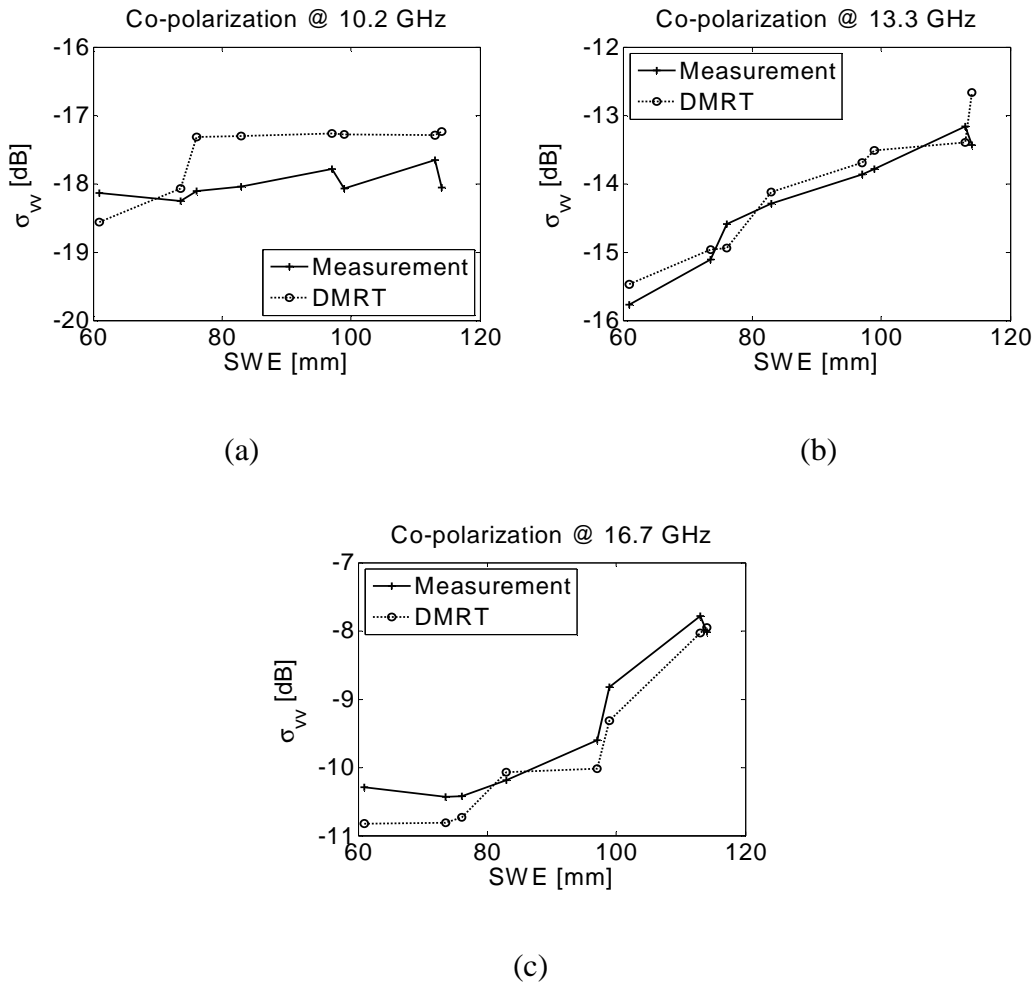 Co-polarization @ 10.2 GHz
-16
-17
-18
-19
-20
σvv [dB]
Measurement
DMRT
60 80 100 120
SWE [mm]
(a)
Co-polarization @ 13.3 GHz
-12
-13
-14
-15
-16
σvv [dB]
Measurement
DMRT
60 80 100 120
SWE [mm]
(b)
Co-polarization @ 16.7 GHz
-7
-8
-9
-10
-11
σvv [dB]
Measurement
DMRT
60 80 100 120
SWE [mm]
(c)